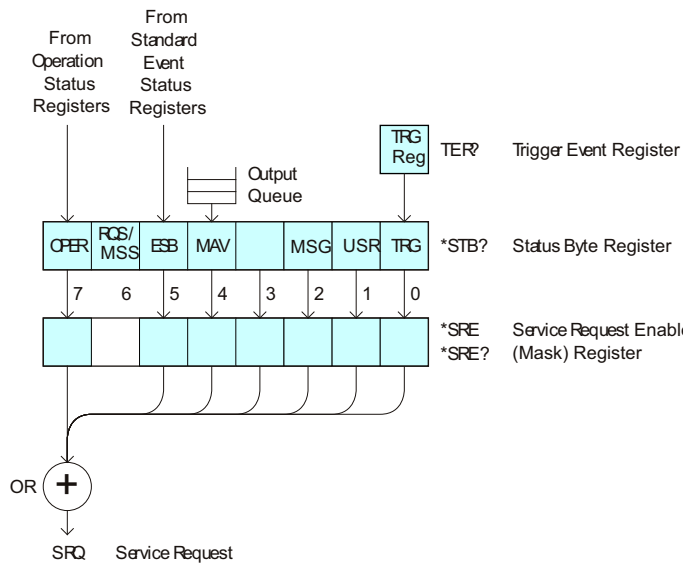 From
Operation
Status
Registers
From
Standard
Event
Status
Registers
Output
Queue
TRG
Reg
TER?
Trigger Event Register
OPER
RQS/
MSS
ESB
MAV
MSG
USR
TRG
*STB?
Status Byte Register
7
6
5
4
3
2
1
0
*SRE
Service Request Enable
*SRE?
(Mask) Register
OR
+
SRQ
Service Request